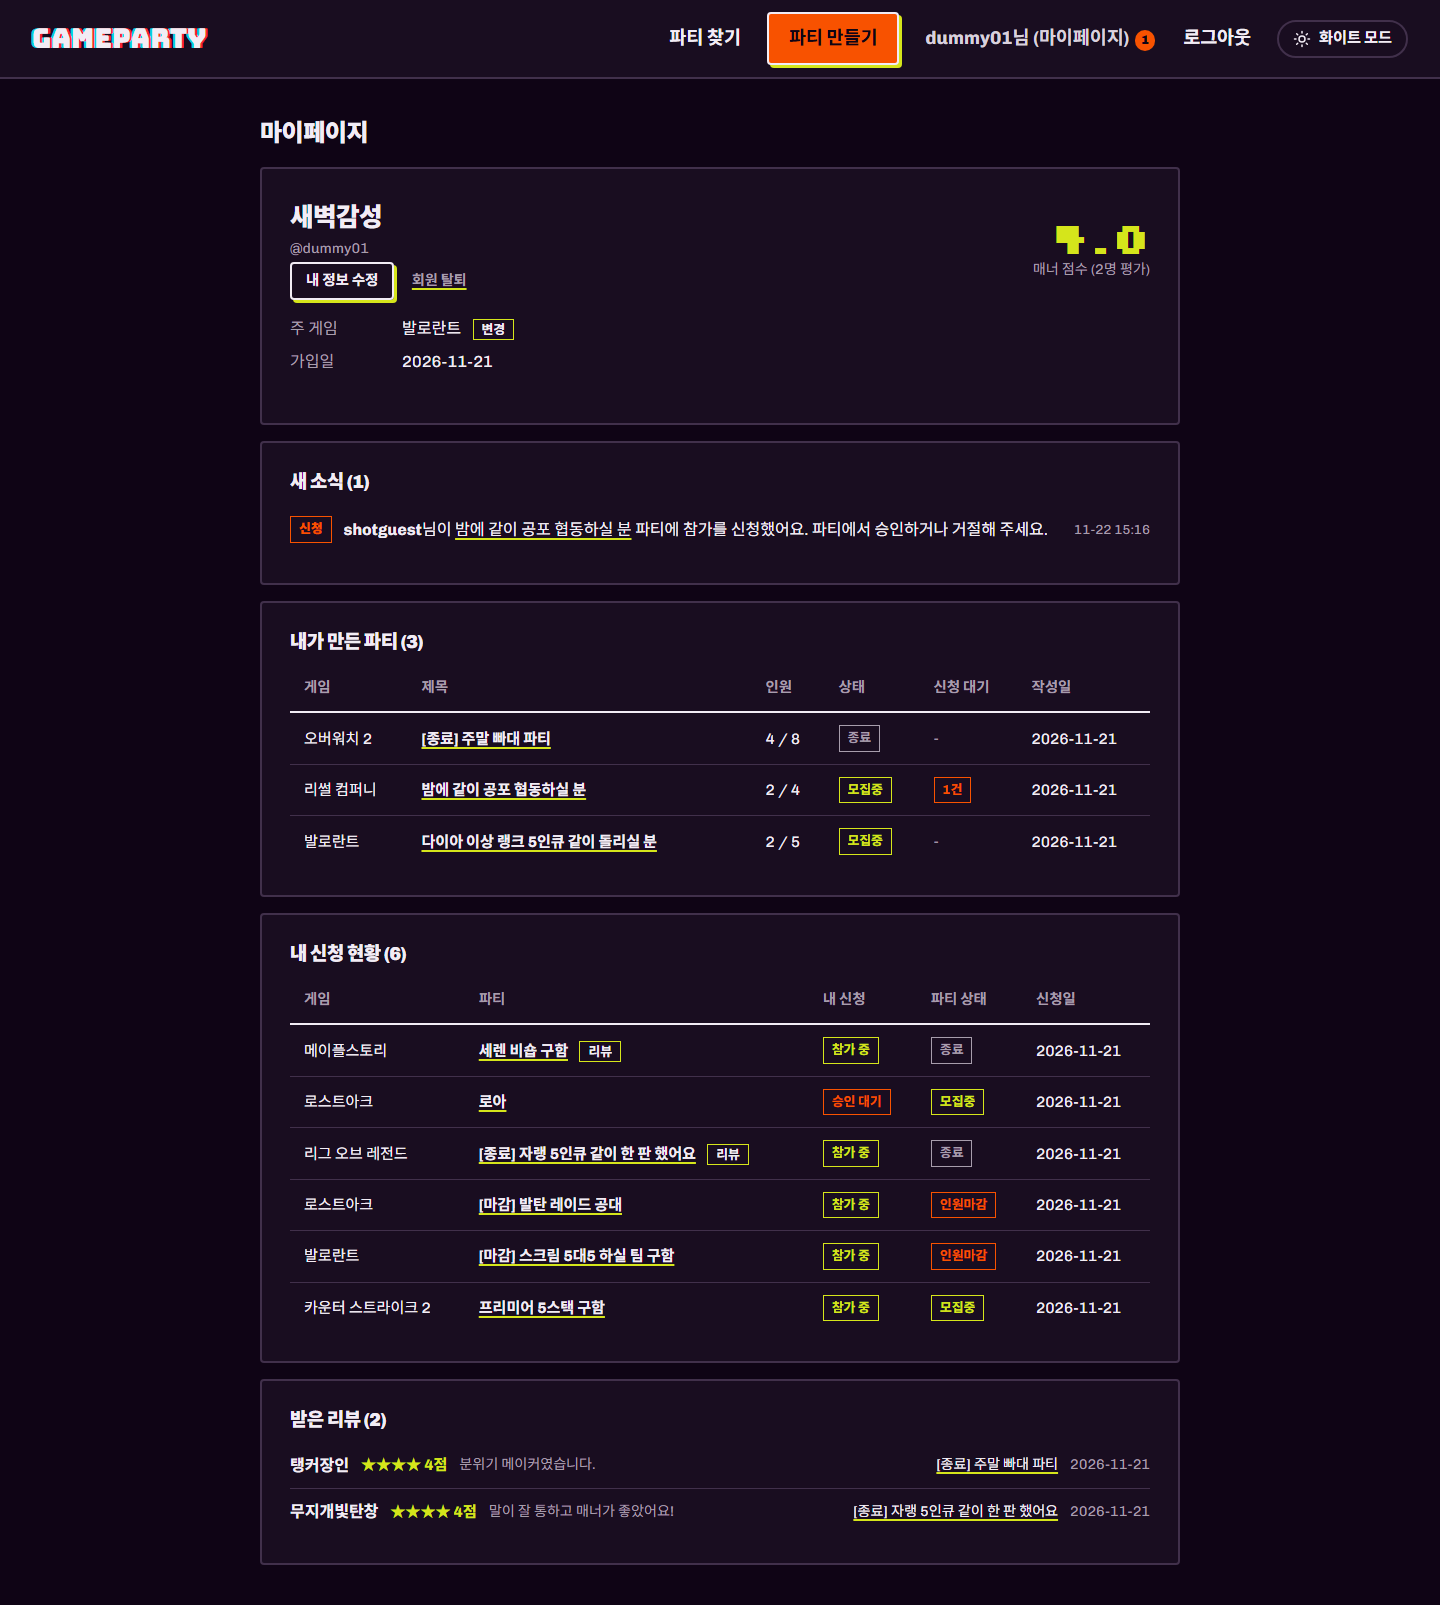 GAMEPARTY
파티 찾기
파티 만들기
dummy01님 (마이페이지) 1
로그아웃
화이트 모드
마이페이지
새벽감성
@dummy01
내 정보 수정 회원 탈퇴
4.0
매너 점수 (2명 평가)
주 게임 발로란트 변경
가입일 2026-11-21
새 소식 (1)
신청 shotguest님이 밤에 같이 공포 협동하실 분 파티에 참가를 신청했어요. 파티에서 승인하거나 거절해 주세요. 11-22 15:16
내가 만든 파티 (3)
게임 제목 인원 상태 신청 대기 작성일
오버워치 2 [종료] 주말 빠대 파티 4 / 8 종료 - 2026-11-21
리썰 컴퍼니 밤에 같이 공포 협동하실 분 2 / 4 모집중 1건 2026-11-21
발로란트 다이아 이상 랭크 5인큐 같이 돌리실 분 2 / 5 모집중 - 2026-11-21
내 신청 현황 (6)
게임 파티 내 신청 파티 상태 신청일
메이플스토리 세렌 비숍 구함 리뷰 참가 중 종료 2026-11-21
로스트아크 로아 승인 대기 모집중 2026-11-21
리그 오브 레전드 [종료] 자랭 5인큐 같이 한 판 했어요 리뷰 참가 중 종료 2026-11-21
로스트아크 [마감] 발탄 레이드 공대 참가 중 인원마감 2026-11-21
발로란트 [마감] 스크림 5대5 하실 팀 구함 참가 중 인원마감 2026-11-21
카운터 스트라이크 2 프리미어 5스택 구함 참가 중 모집중 2026-11-21
받은 리뷰 (2)
탱커장인 ★★★★ 4점 분위기 메이커였습니다. [종료] 주말 빠대 파티 2026-11-21
무지개빛탄창 ★★★★ 4점 말이 잘 통하고 매너가 좋았어요! [종료] 자랭 5인큐 같이 한 판 했어요 2026-11-21